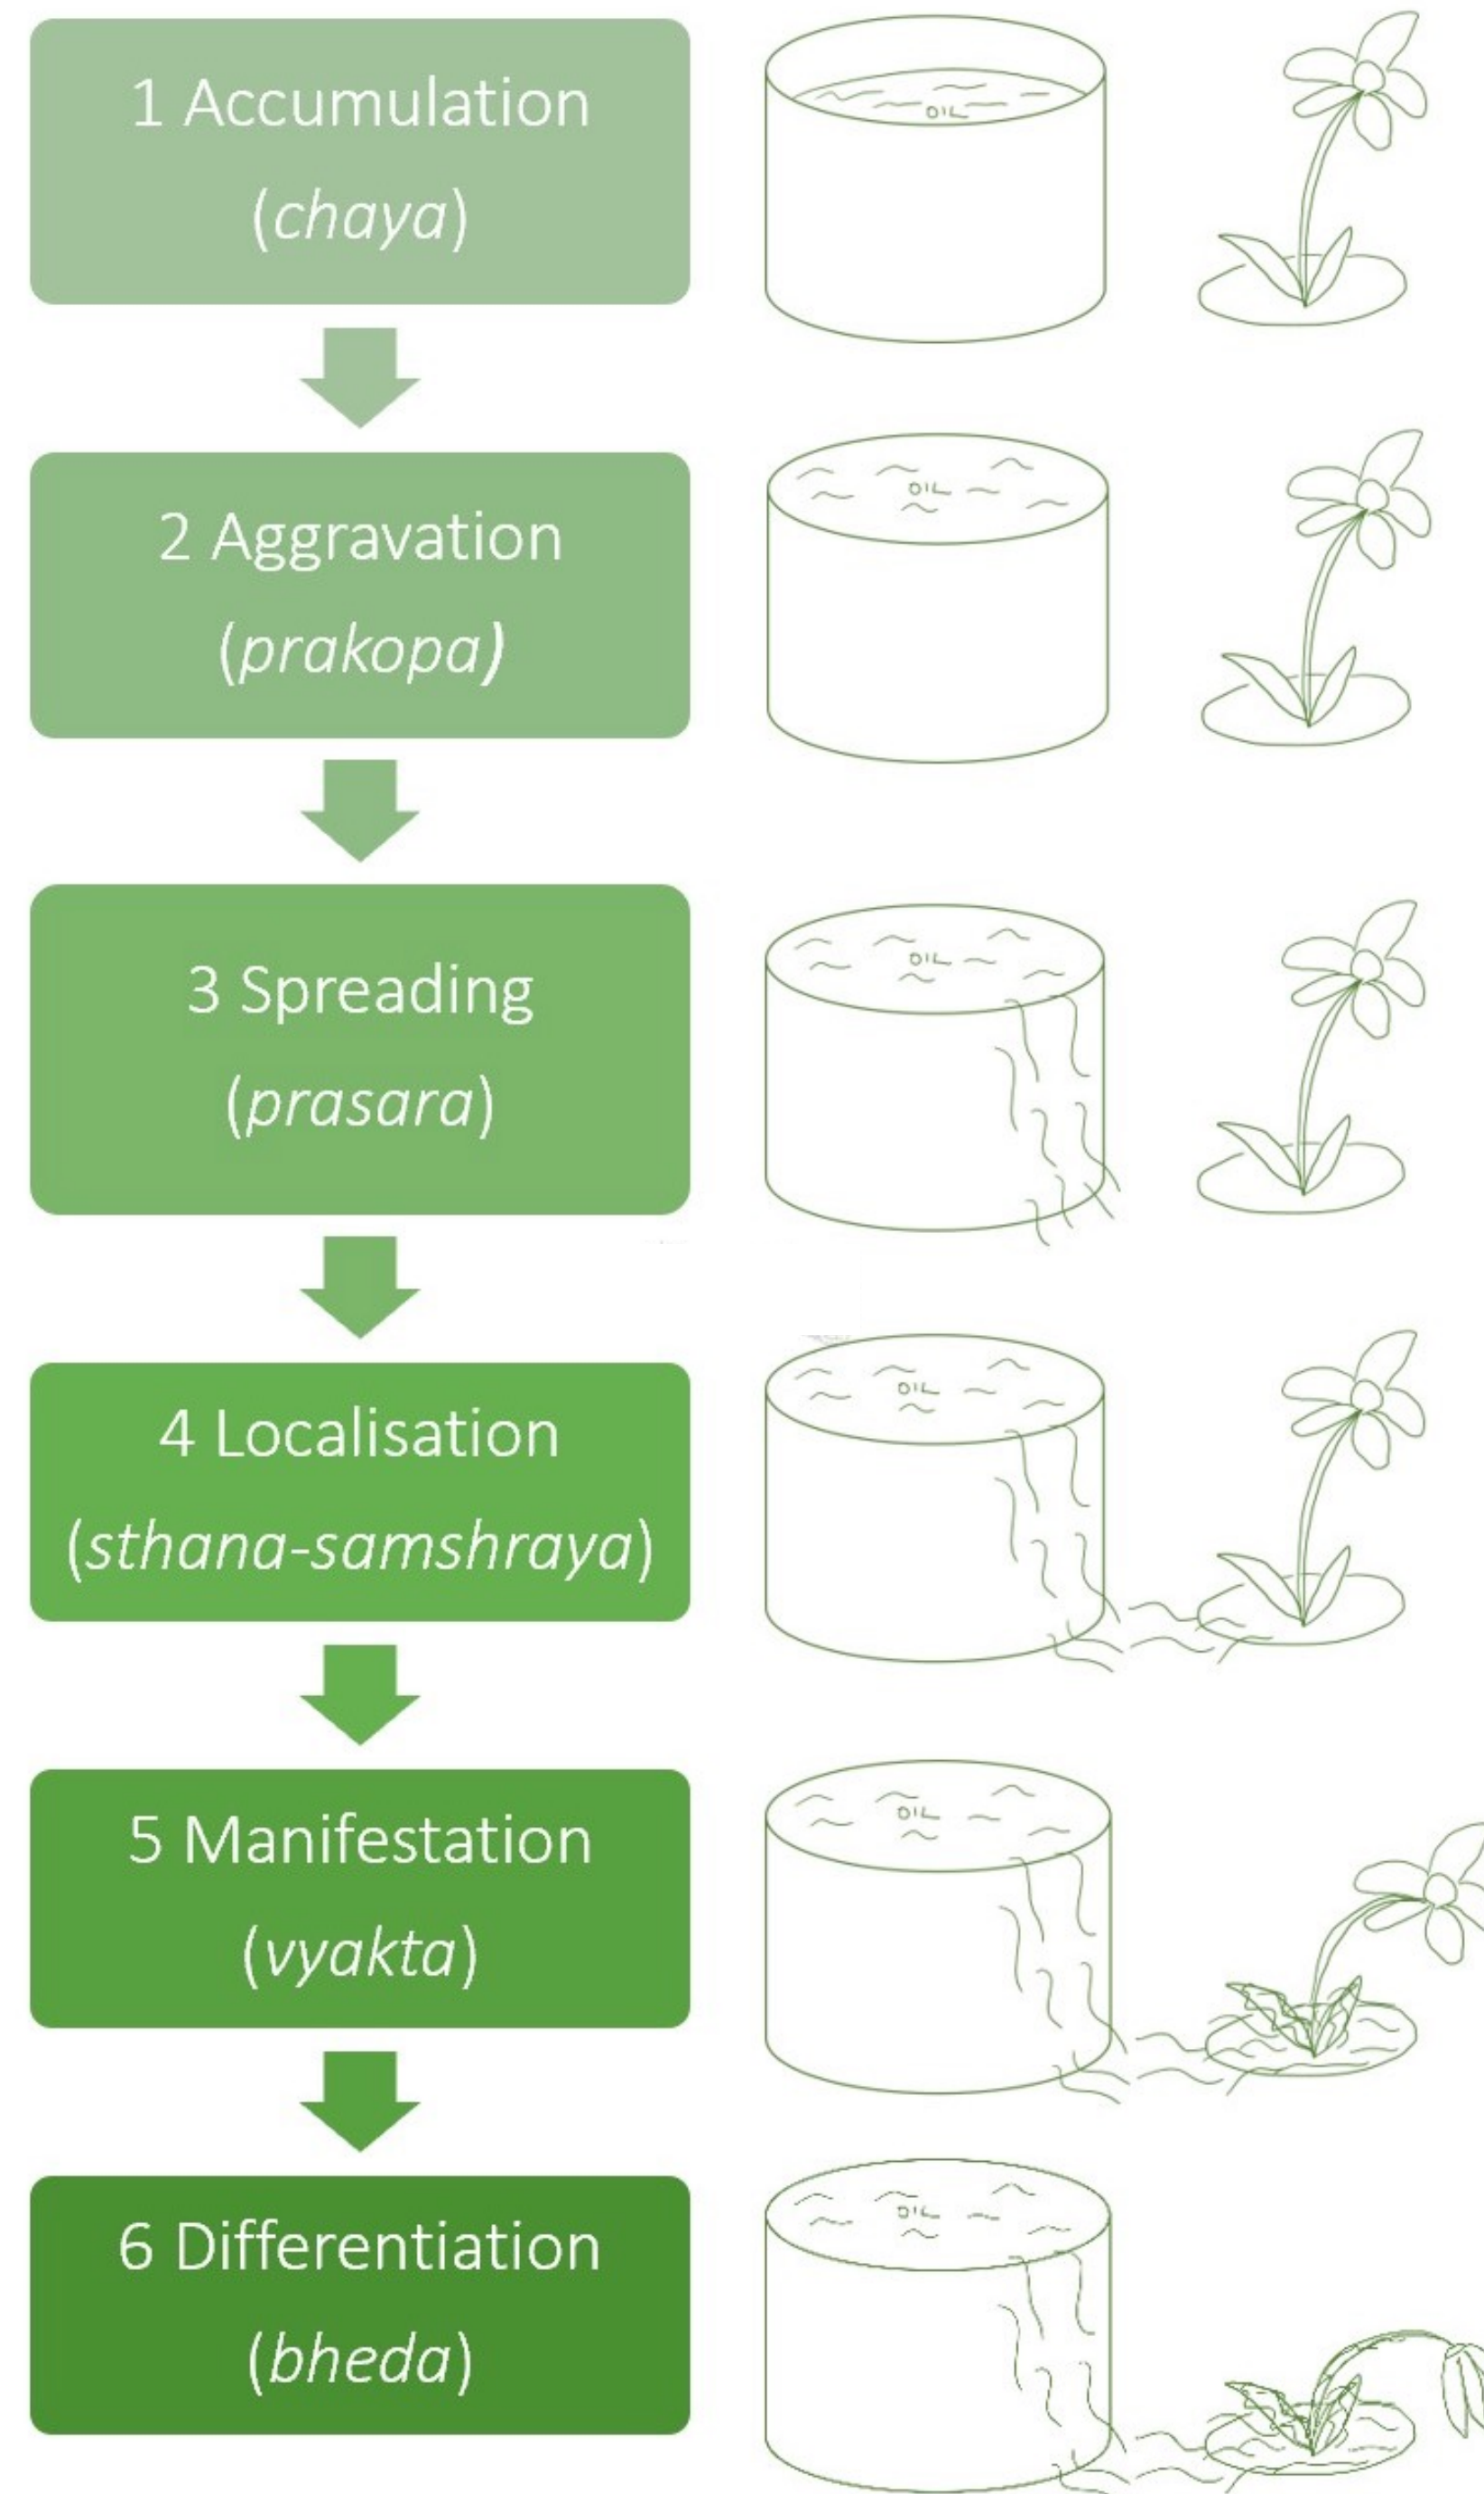 1 Accumulation
(chaya)
OIL
2 Aggravation
(prakopa)
OIL
3 Spreading
(prasara)
OIL
4 Localisation
(sthana-samshraya)
OIL
5 Manifestation
(vyakta)
OIL
6 Differentiation
(bheda)
OIL